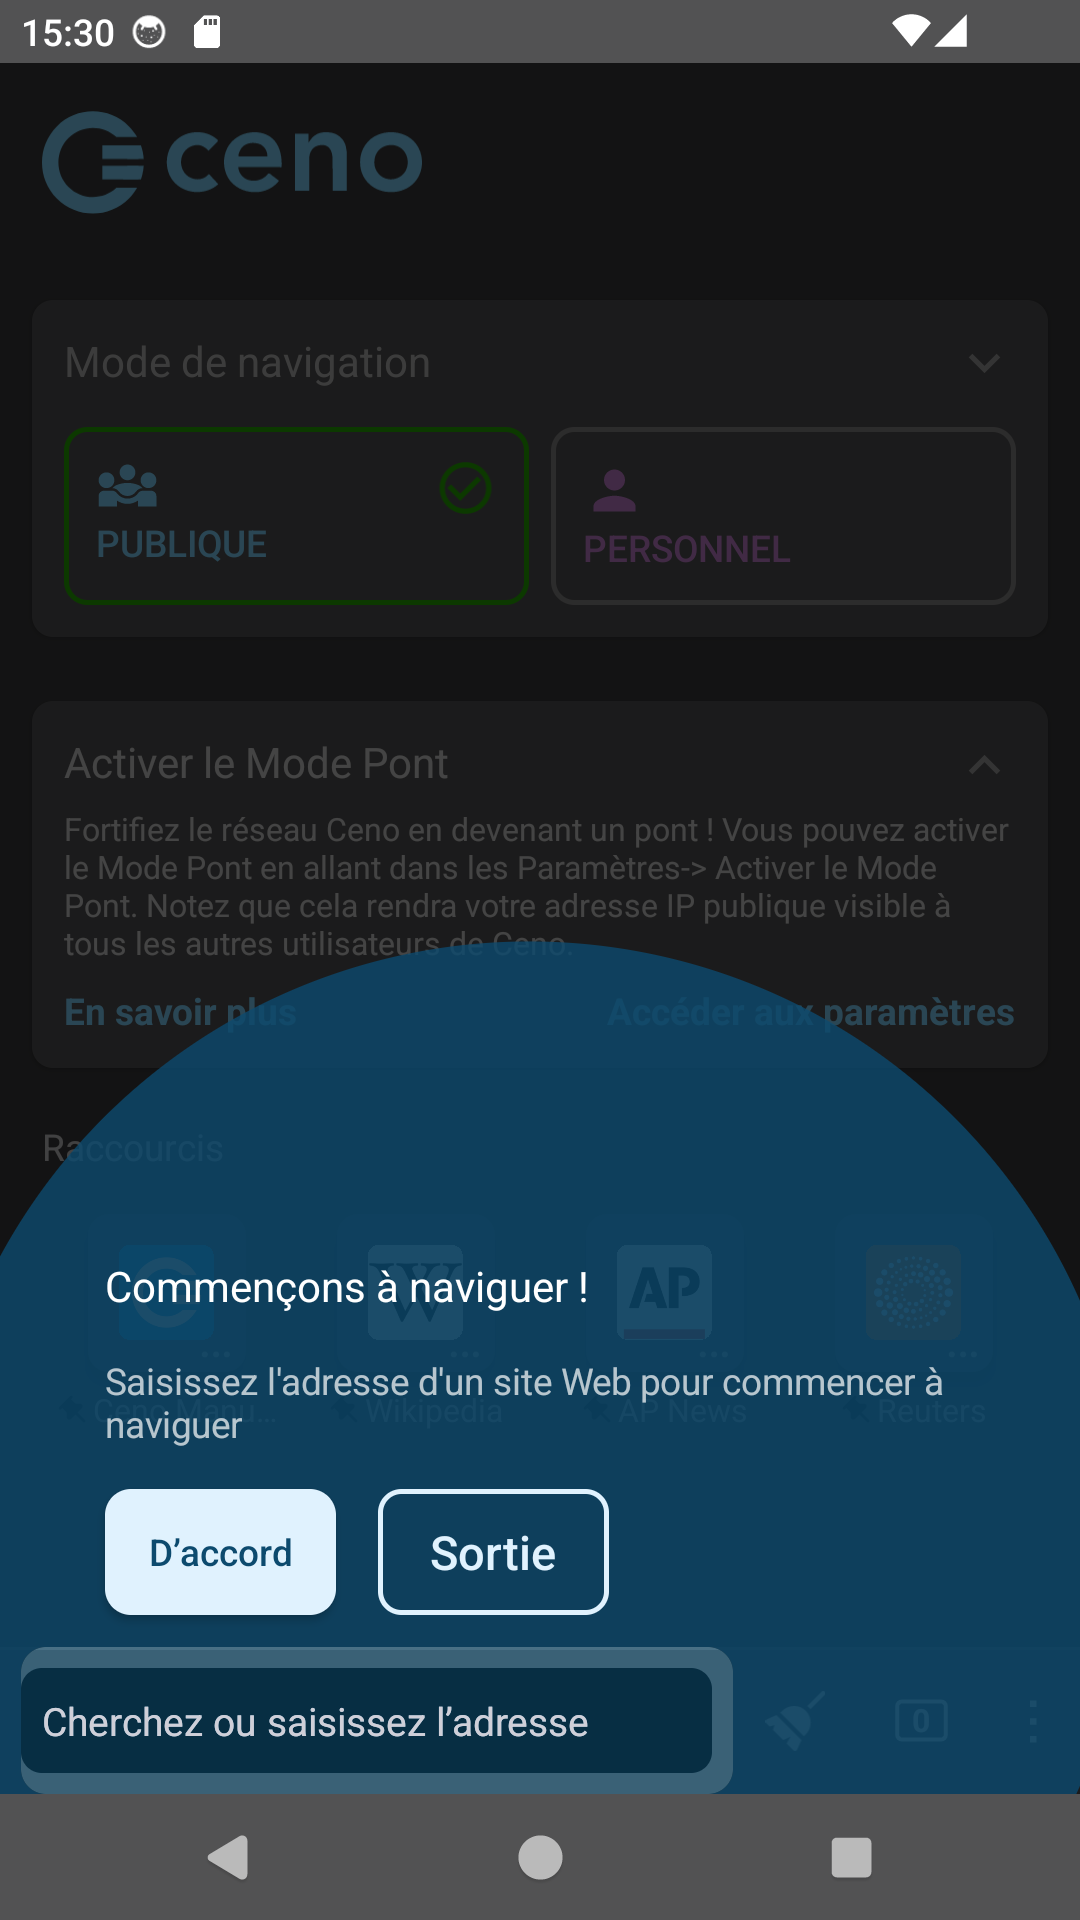 15:30
ceno
Mode de navigation
PUBLIQUE
PERSONNEL
Activer le Mode Pont
Fortifiez le réseau Ceno en devenant un pont ! Vous pouvez activer
le Mode Pont en allant dans les Paramètres-> Activer le Mode
Pont. Notez que cela rendra votre adresse IP publique visible à
tous les autres utilisateurs de Ceno.
En savoir plus
Accéder aux paramètres
Raccourcis
W
AP
Commençons à naviguer !
Saisissez l'adresse d'un site Web pour commencer à
naviguer
Ceno Manu...
Wikipedia
AP News
Reuters
D’accord
Sortie
Cherchez ou saisissez l’adresse
0